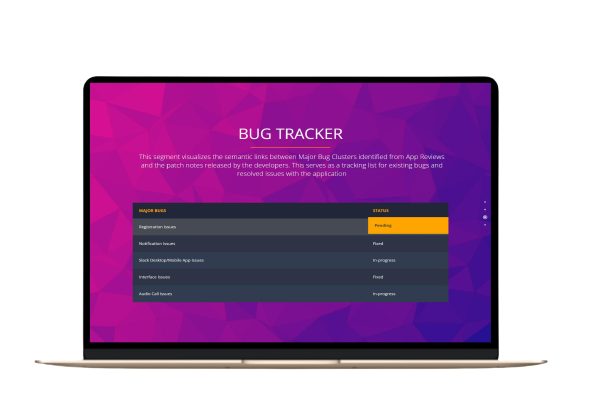 BUG TRACKER
This segment visualizes the semantic links between Major Bug Clusters identified from App Reviews
and the patch notes released by the developers. This serves as a tracking list for existing bugs and
resolved issues with the application
MAJOR BUGS STATUS
Registration Issues Pending
Notification Issues Fixed
Slack Desktop/Mobile App Issues In-progress
Interface Issues Fixed
Audio Call Issues In-progress